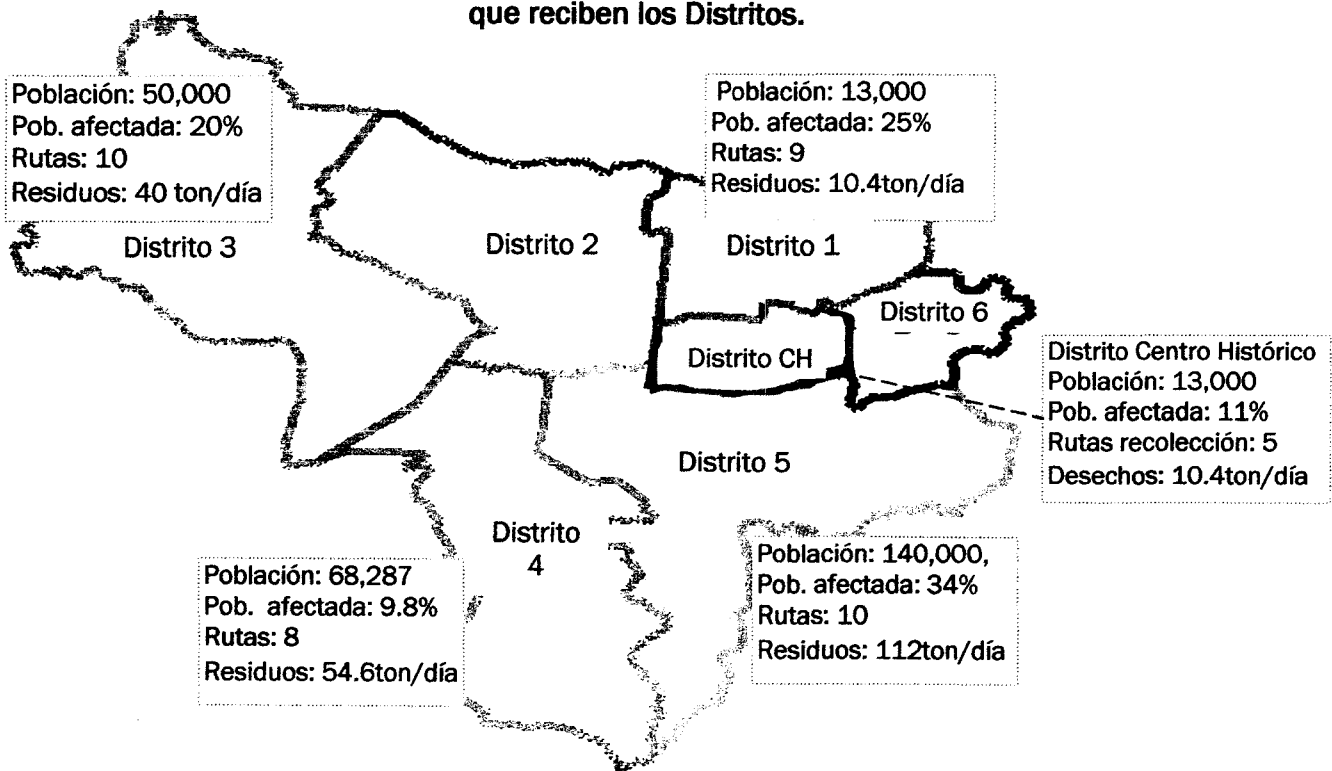 que reciben los Distritos.
Población: 50,000
Pob. afectada: 20%
Rutas: 10
Residuos: 40 ton/día
Población: 13,000
Pob. afectada: 25%
Rutas: 9
Residuos: 10.4ton/día
Distrito 3
Distrito 2
Distrito 1
Distrito 6
Distrito CH
Distrito Centro Histórico
Población: 13,000
Pob. afectada: 11%
Rutas recolección: 5
Desechos: 10.4ton/día
Distrito 5
Distrito
4
Población: 68,287
Pob. afectada: 9.8%
Rutas: 8
Residuos: 54.6ton/día
Población: 140,000,
Pob. afectada: 34%
Rutas: 10
Residuos: 112ton/día